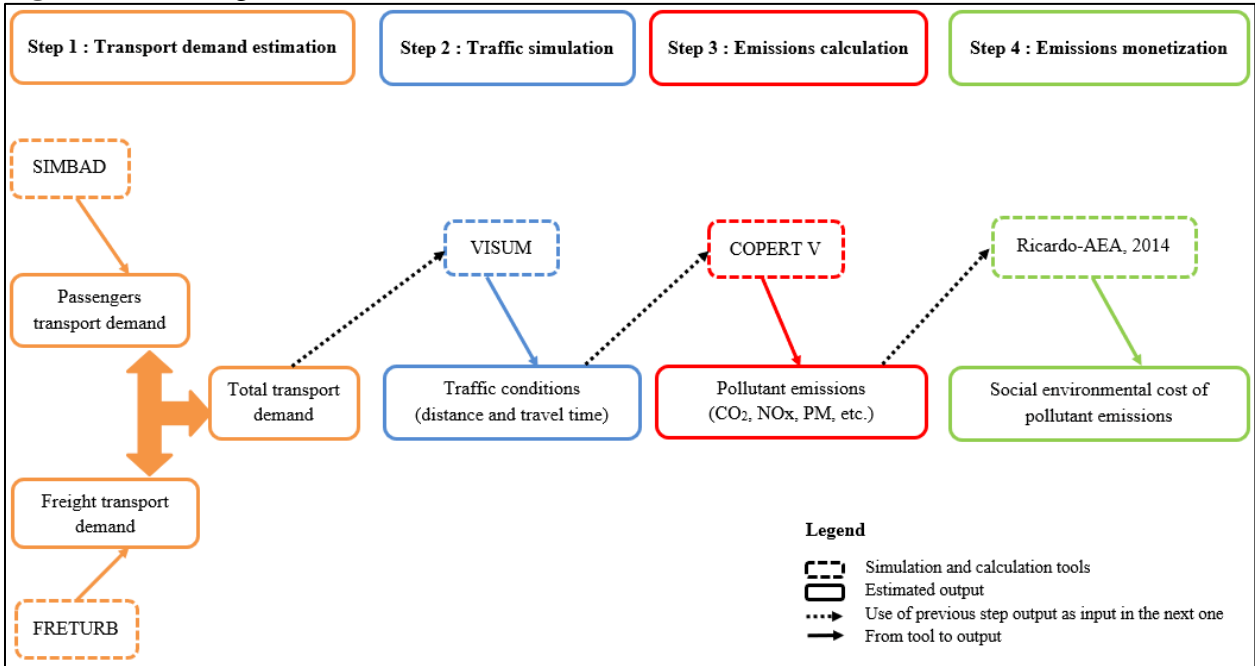 Step 1 : Transport demand estimation
Step 2 : Traffic simulation
Step 3 : Emissions calculation
Step 4 : Emissions monetization
SIMBAD
VISUM
COPERT V
Ricardo-AEA, 2014
Passengers
transport demand
Total transport
demand
Traffic conditions
(distance and travel time)
Pollutant emissions
(CO₂, NOx, PM, etc.)
Social environmental cost of
pollutant emissions
Freight transport
demand
FRETURB
Legend
Simulation and calculation tools
Estimated output
Use of previous step output as input in the next one
From tool to output